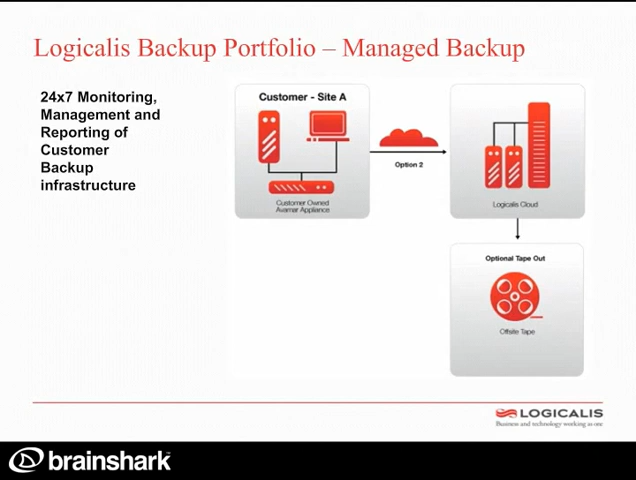 Logicalis Backup Portfolio – Managed Backup
24x7 Monitoring,
Management and
Reporting of
Customer
Backup
infrastructure
Customer - Site A
Customer Owned
Avamar Appliance
Option 2
Logicalis Cloud
Optional Tape Out
Offsite Tape
LOGICALIS
Business and technology working as one
brainshark